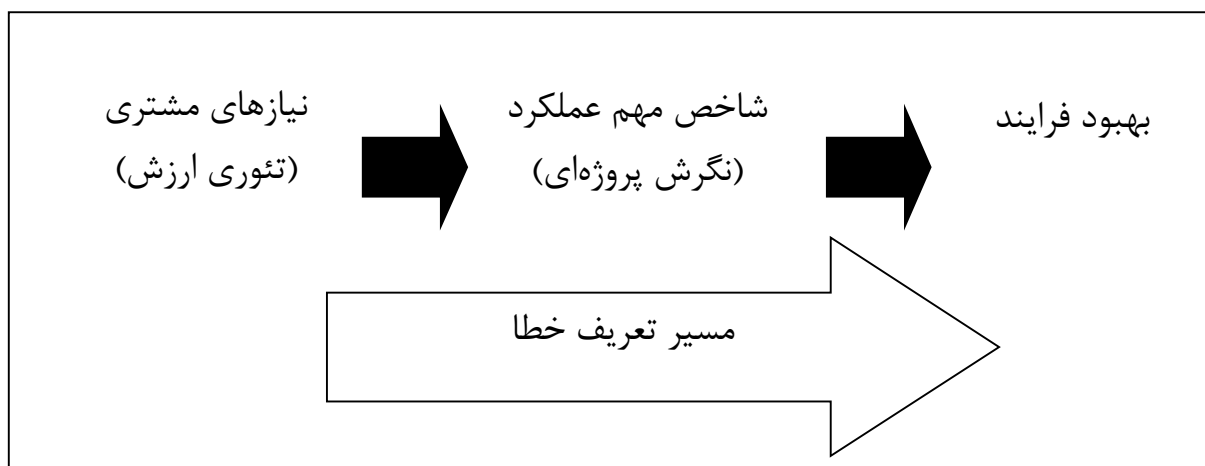 نیازهای مشتری
(تئوری ارزش)
شاخص مهم عملکرد
(نگرش پروژه‌ای)
بهبود فرایند
مسیر تعریف خطا